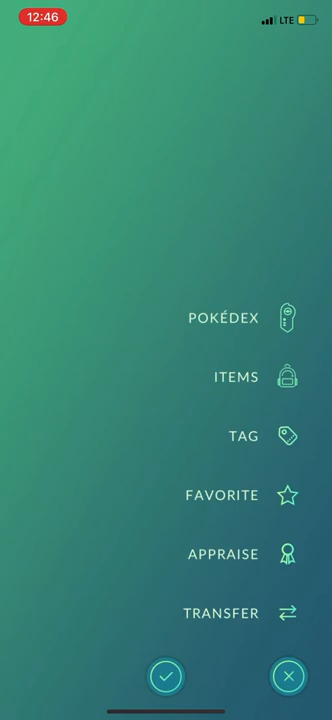 12:46
LTE
POKÉDEX
ITEMS
TAG
FAVORITE
APPRAISE
TRANSFER